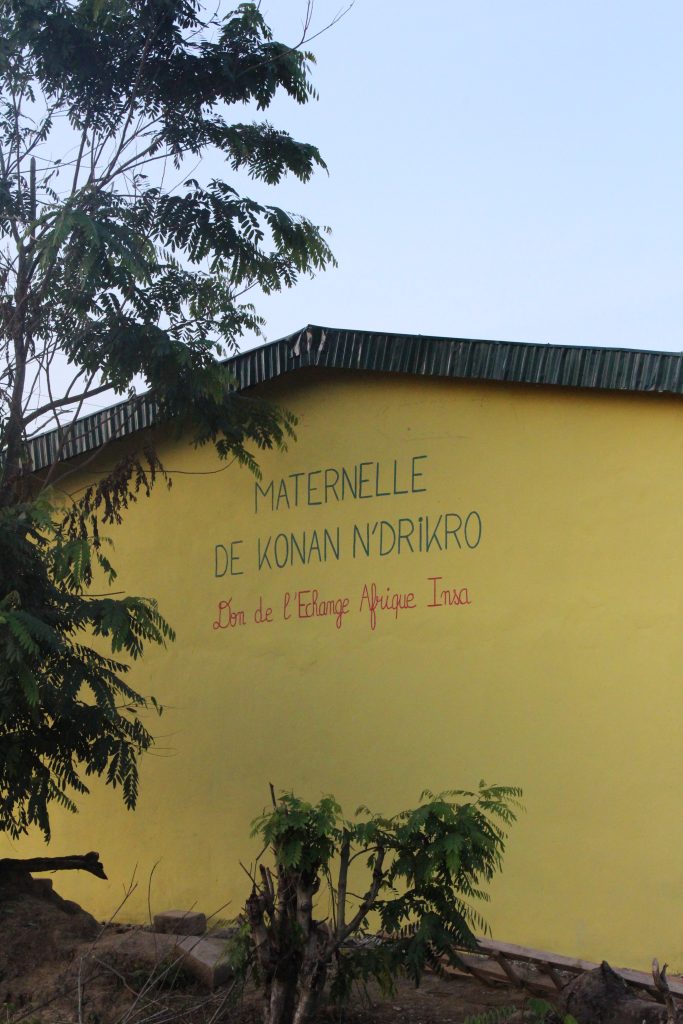 MATERNELLE
DE KONAN N'DRiKRO
Don de l'Echange Afrique Insa